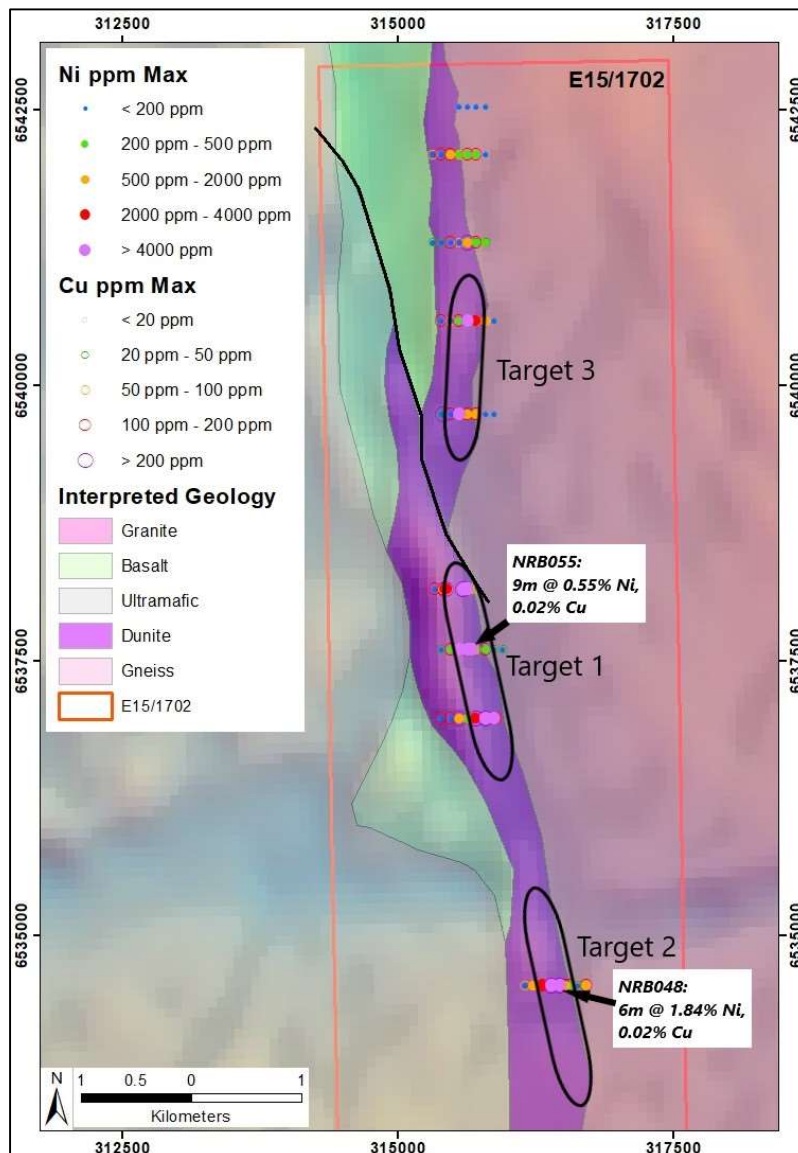 312500
315000
317500
6542500
6540000
6537500
6535000
6542500
6540000
6537500
6535000
E15/1702
Ni ppm Max
< 200 ppm
200 ppm - 500 ppm
500 ppm - 2000 ppm
2000 ppm - 4000 ppm
> 4000 ppm
Cu ppm Max
< 20 ppm
20 ppm - 50 ppm
50 ppm - 100 ppm
100 ppm - 200 ppm
> 200 ppm
Interpreted Geology
Granite
Basalt
Ultramafic
Dunite
Gneiss
E15/1702
Target 3
NRB055:
9m @ 0.55% Ni,
0.02% Cu
Target 1
Target 2
NRB048:
6m @ 1.84% Ni,
0.02% Cu
N
1 0.5 0 1
Kilometers
312500
315000
317500